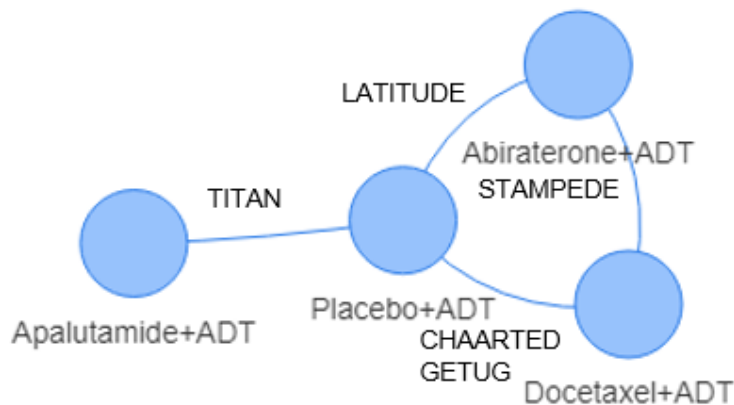 LATITUDE
Abiraterone+ADT
STAMPEDE
TITAN
Placebo+ADT
Apalutamide+ADT
CHAARTED
GETUG
Docetaxel+ADT